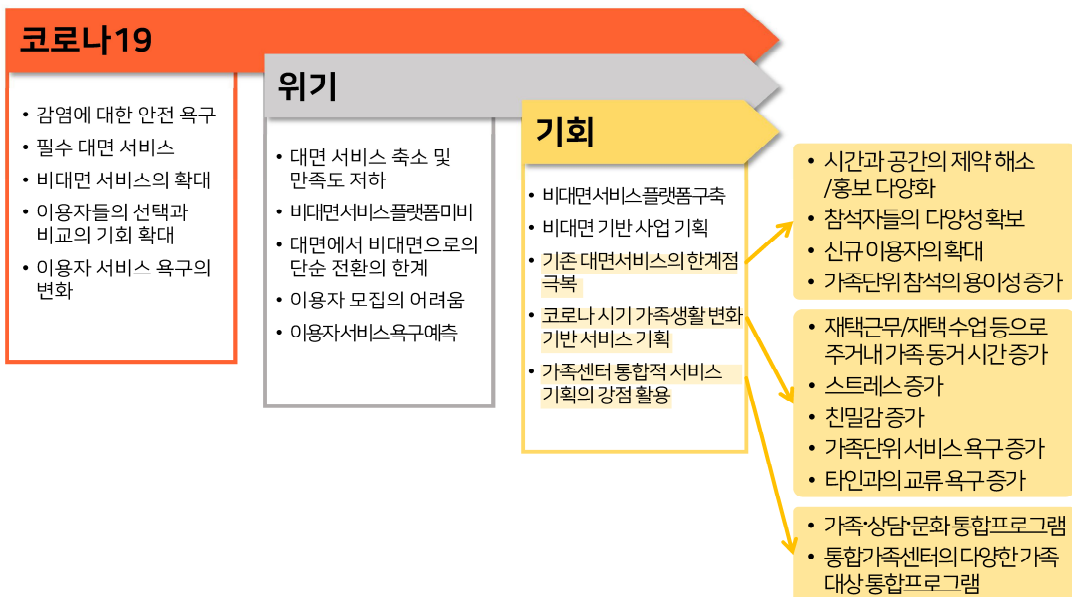 코로나19
• 감염에 대한 안전 욕구
• 필수 대면 서비스
• 비대면 서비스의 확대
• 이용자들의 선택과
비교의 기회 확대
• 이용자 서비스 욕구의
변화
위기
• 대면 서비스 축소 및
만족도 저하
• 비대면서비스플랫폼미비
• 대면에서 비대면으로의
단순 전환의 한계
• 이용자 모집의 어려움
• 이용자서비스욕구예측
기회
• 비대면서비스플랫폼구축
• 비대면 기반 사업 기획
• 기존 대면서비스의 한계점
극복
• 코로나 시기 가족생활 변화
기반 서비스 기획
• 가족센터 통합적 서비스
기획의 강점 활용
• 시간과 공간의 제약 해소
/홍보 다양화
• 참석자들의 다양성 확보
• 신규 이용자의 확대
• 가족단위 참석의 용이성 증가
• 재택근무/재택 수업 등으로
주거내 가족 동거 시간 증가
• 스트레스 증가
• 친밀감 증가
• 가족단위 서비스 욕구 증가
• 타인과의 교류 욕구 증가
• 가족·상담·문화 통합프로그램
• 통합가족센터의 다양한 가족
대상 통합프로그램